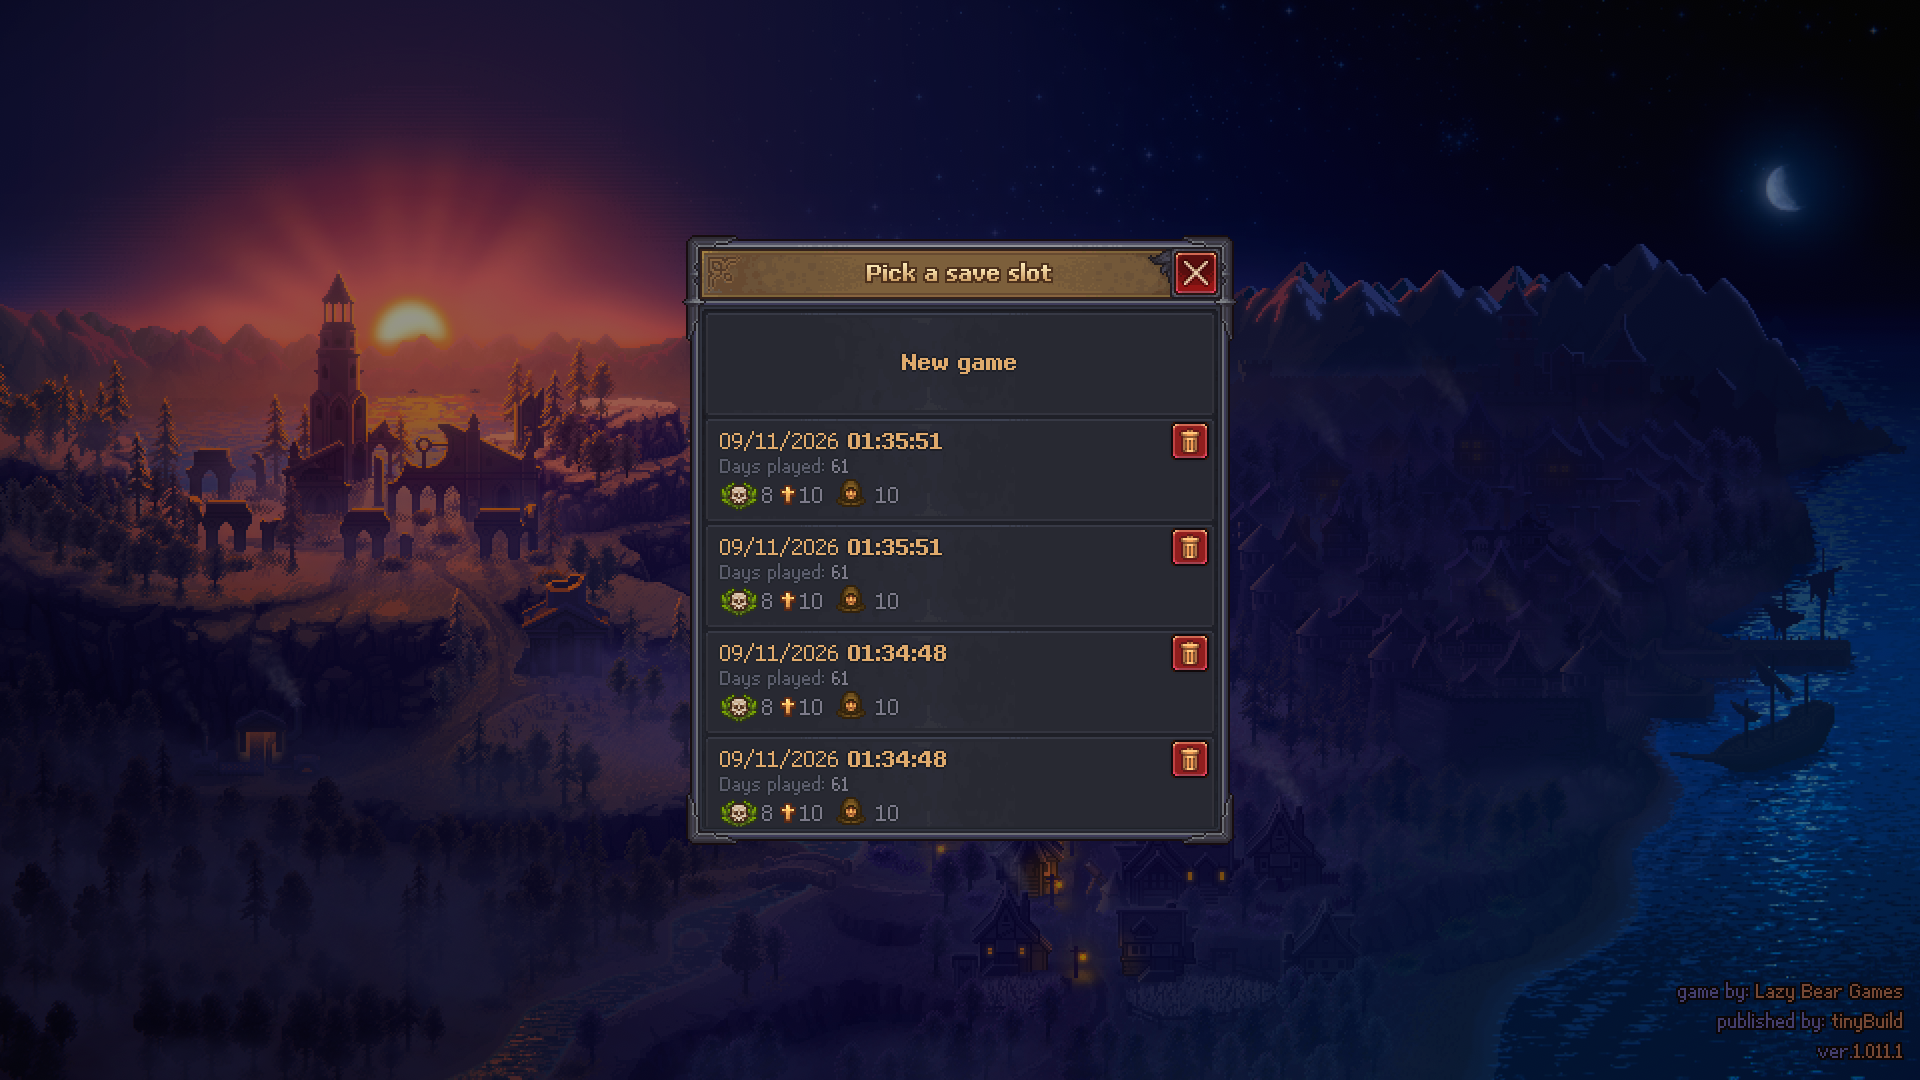 Pick a save slot
New game
09/11/2026 01:35:51
Days played: 61
8 10 10
09/11/2026 01:35:51
Days played: 61
8 10 10
09/11/2026 01:34:48
Days played: 61
8 10 10
09/11/2026 01:34:48
Days played: 61
8 10 10
game by: Lazy Bear Games
published by: tinyBuild
ver.1.011.1